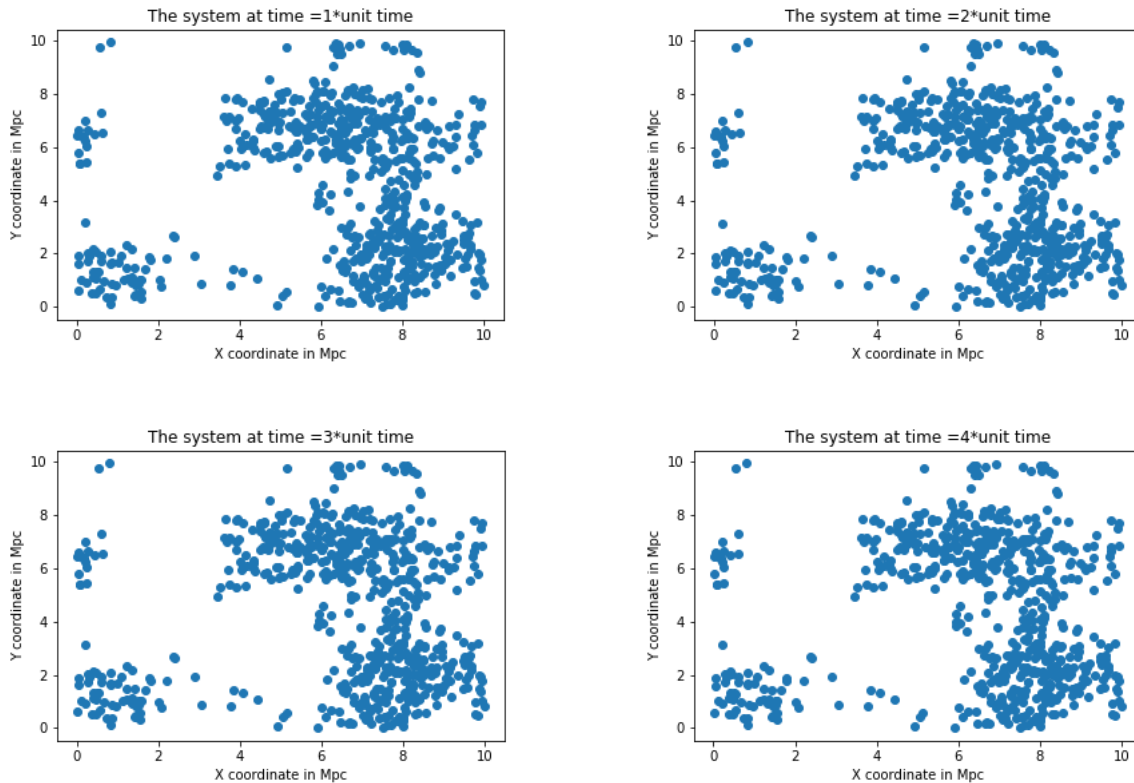 The system at time =1*unit time
10
8
6
4
2
0
Y coordinate in Mpc
0 2 4 6 8 10
X coordinate in Mpc
The system at time =2*unit time
10
8
6
4
2
0
Y coordinate in Mpc
0 2 4 6 8 10
X coordinate in Mpc
The system at time =3*unit time
10
8
6
4
2
0
Y coordinate in Mpc
0 2 4 6 8 10
X coordinate in Mpc
The system at time =4*unit time
10
8
6
4
2
0
Y coordinate in Mpc
0 2 4 6 8 10
X coordinate in Mpc